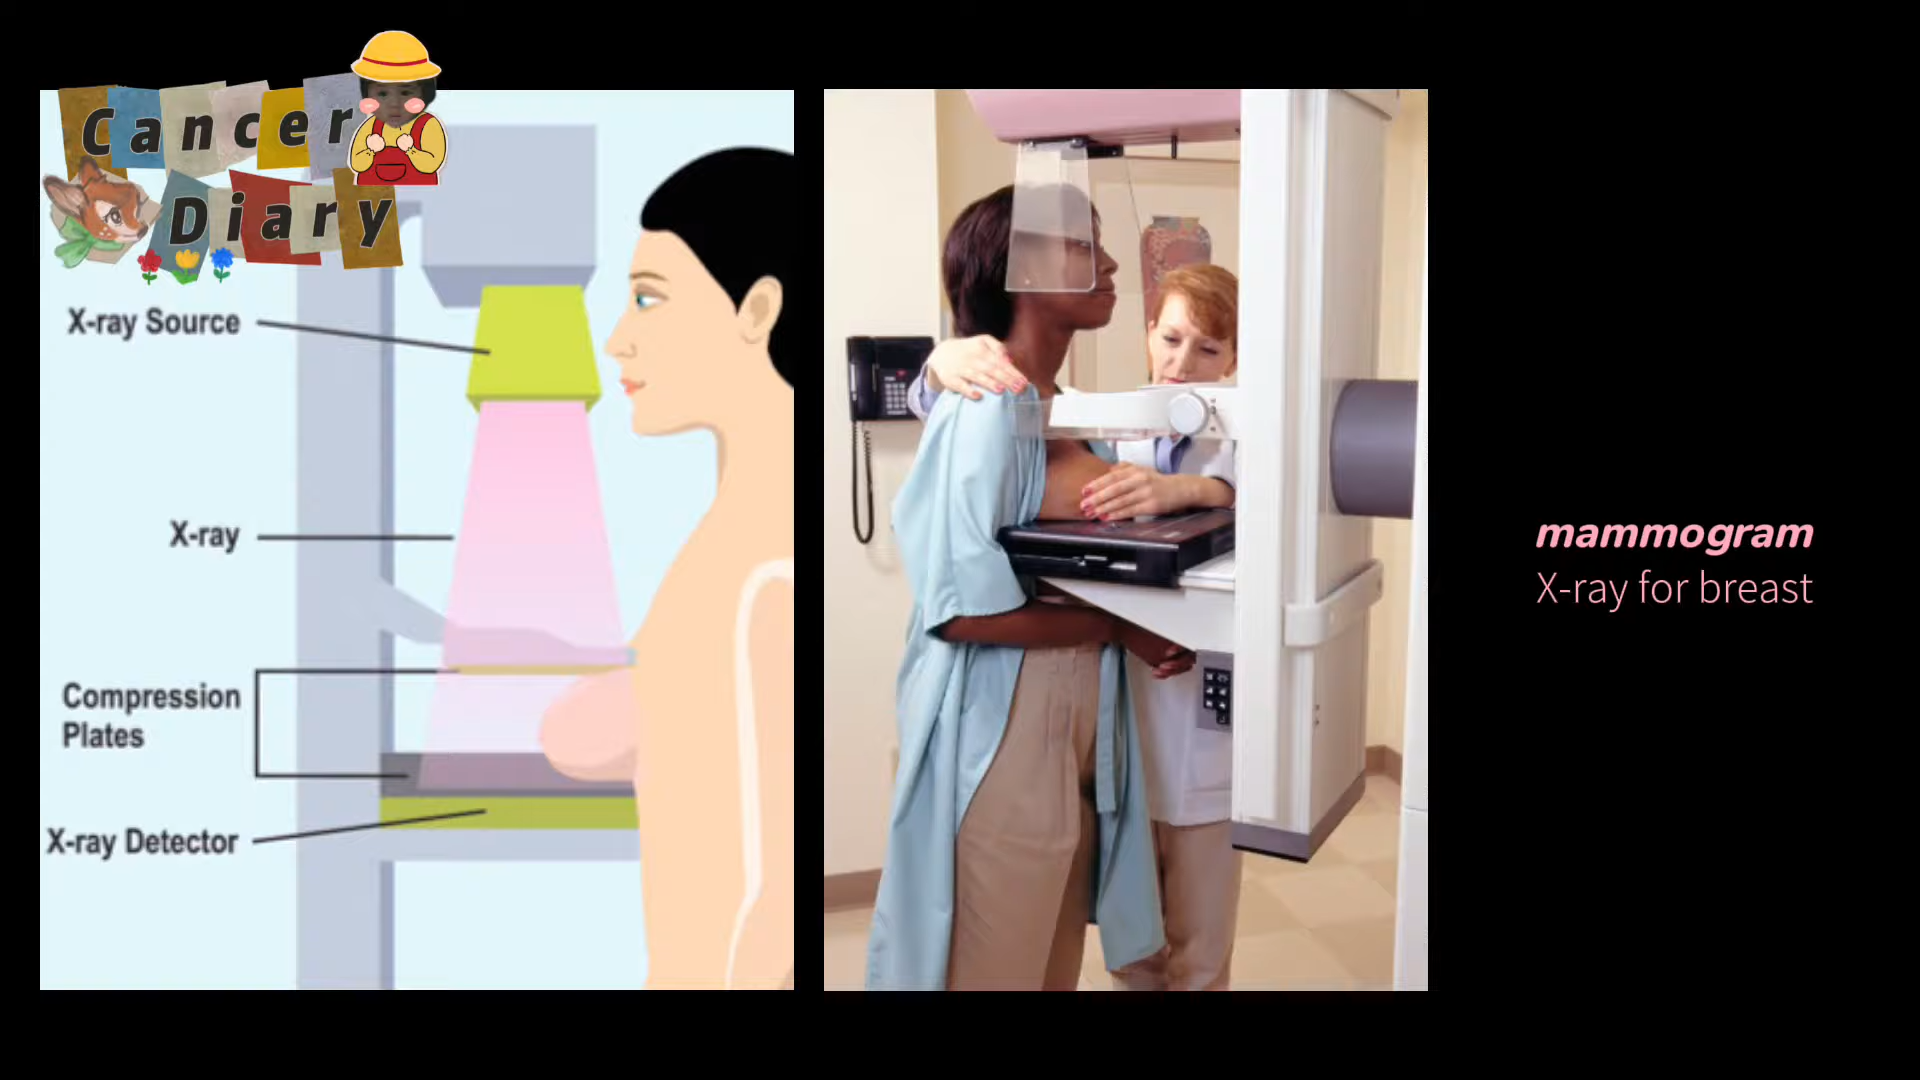 Cancer
Diary
X-ray Source
X-ray
Compression
Plates
X-ray Detector
mammogram
X-ray for breast